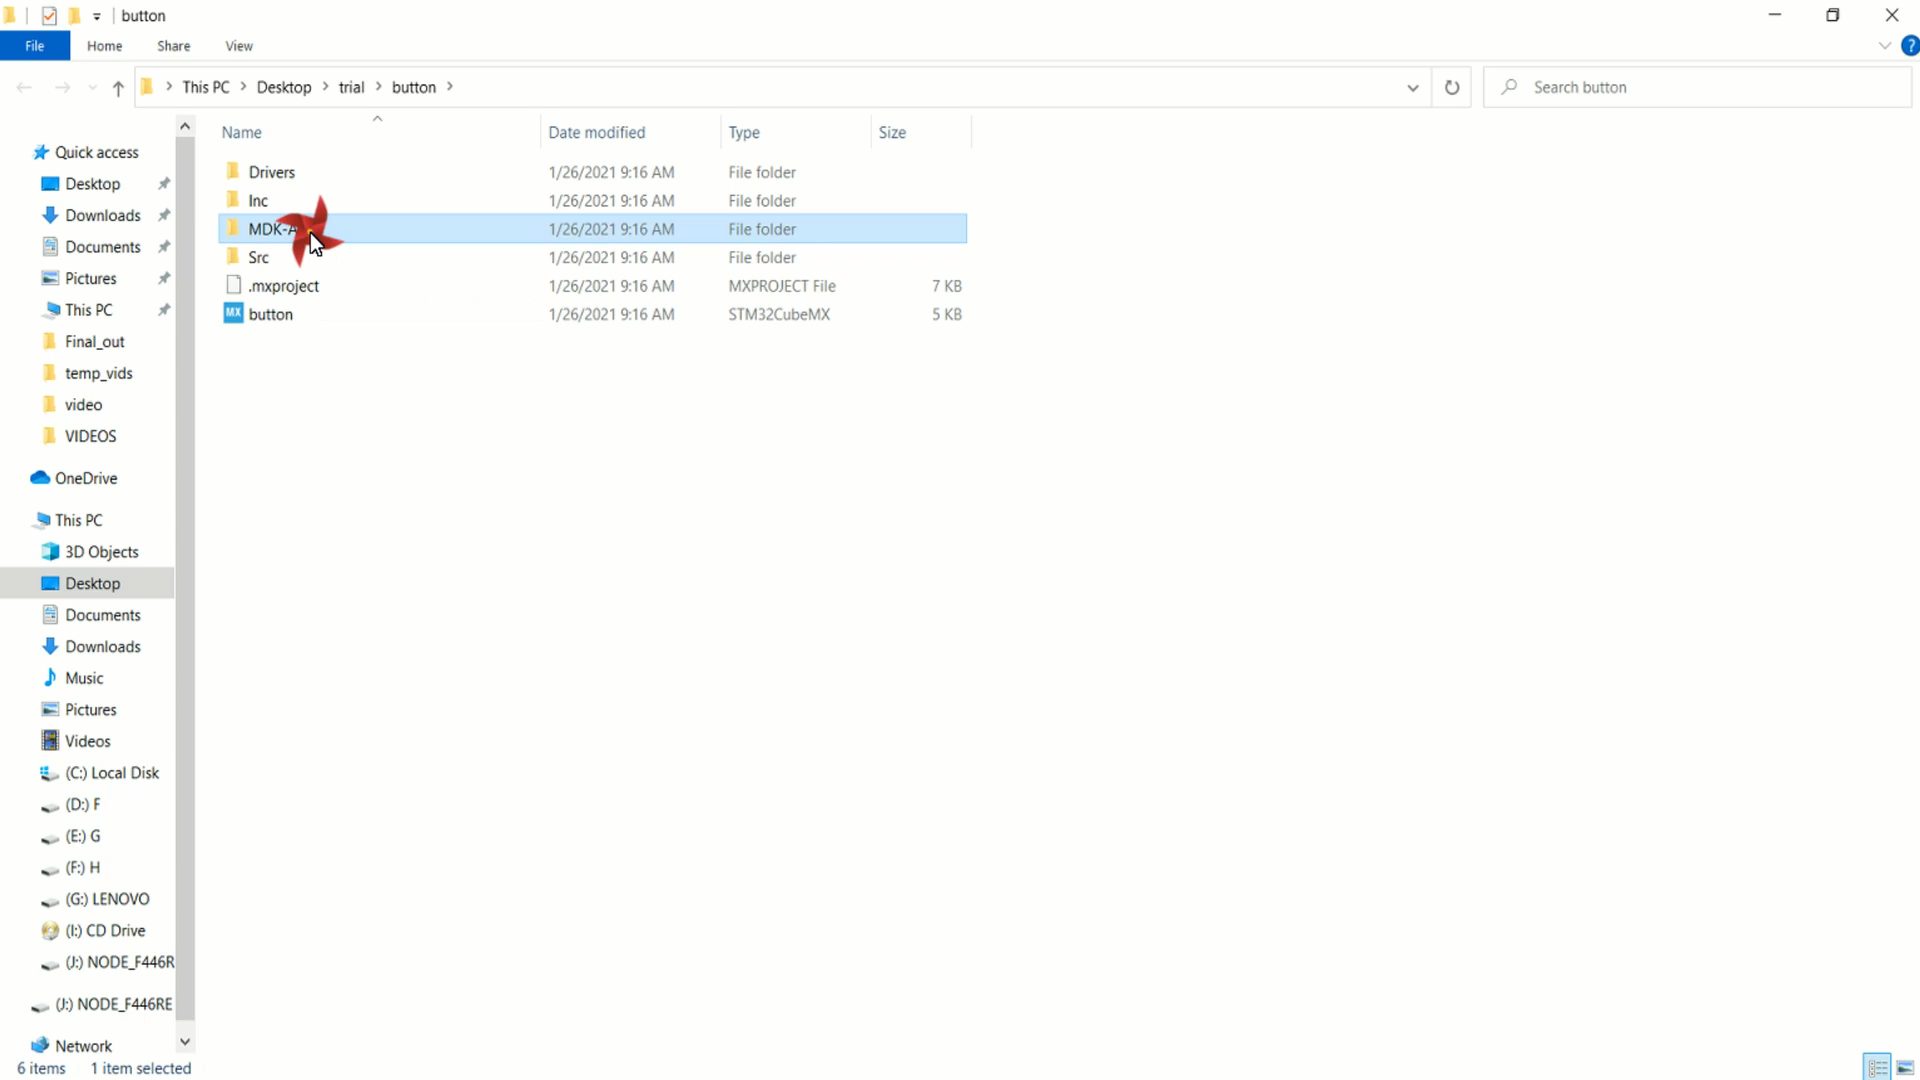 button
File Home Share View
This PC Desktop trial button
Search button
Name Date modified Type Size
Quick access
Desktop
Downloads
Documents
Pictures
This PC
Final_out
temp_vids
video
VIDEOS
OneDrive
This PC
3D Objects
Desktop
Documents
Downloads
Music
Pictures
Videos
(C:) Local Disk
(D:) F
(E:) G
(F:) H
(G:) LENOVO
(I:) CD Drive
(J:) NODE_F446R
(J:) NODE_F446RE
Network
Drivers 1/26/2021 9:16 AM File folder
Inc 1/26/2021 9:16 AM File folder
1/26/2021 9:16 AM File folder
Src 1/26/2021 9:16 AM File folder
.mxproject 1/26/2021 9:16 AM MXPROJECT File 7 KB
MX button 1/26/2021 9:16 AM STM32CubeMX 5 KB
6 items 1 item selected